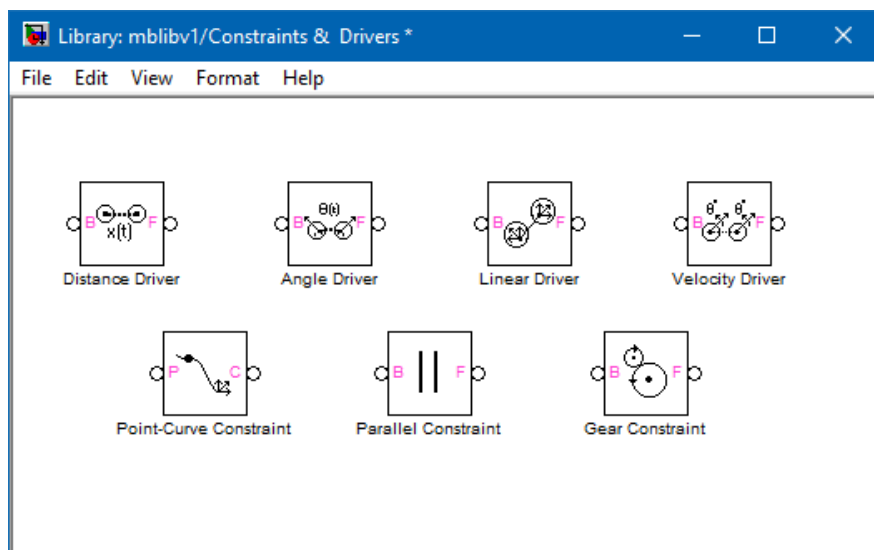 Library: mblibv1/Constraints &  Drivers *
File Edit View Format Help
B x(t) F
B θ(t) F
B F
B θ° θ° F
Distance Driver
Angle Driver
Linear Driver
Velocity Driver
P C
B F
B F
Point-Curve Constraint
Parallel Constraint
Gear Constraint